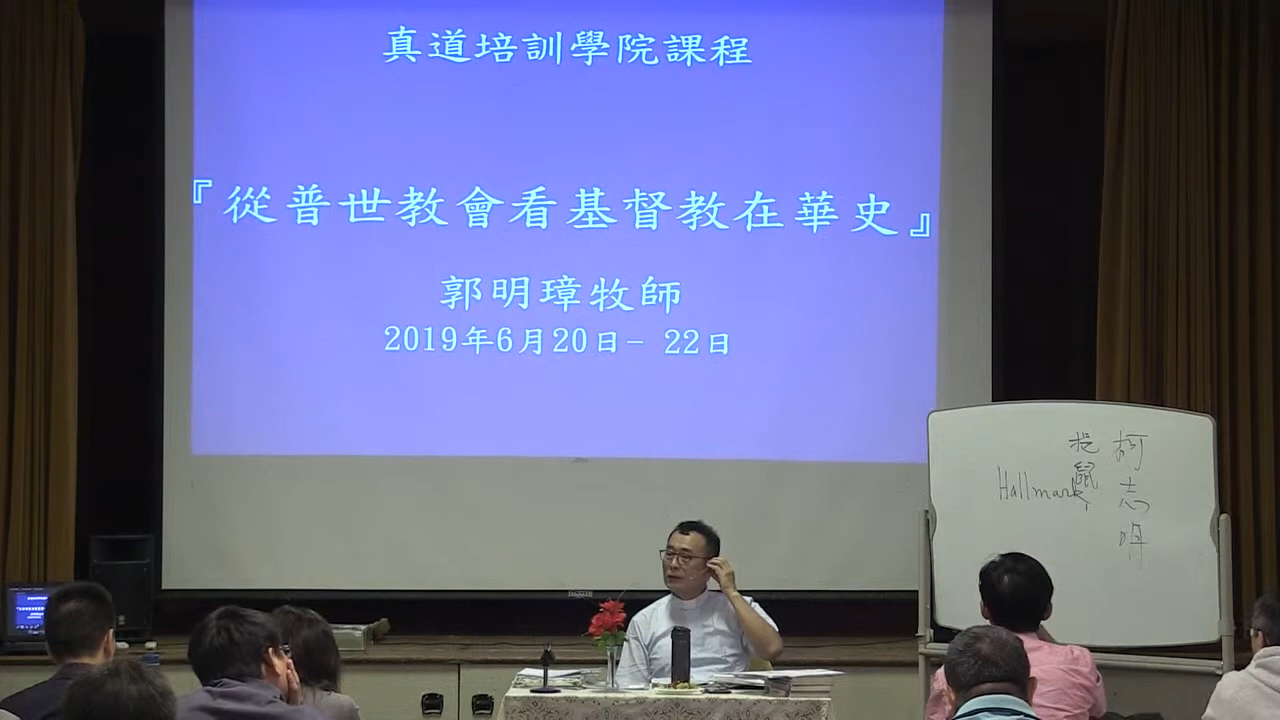 真道培訓學院課程
『從普世教會看基督教在華史』
郭明璋牧師
2019年6月20日- 22日
柯志明
Hallmark